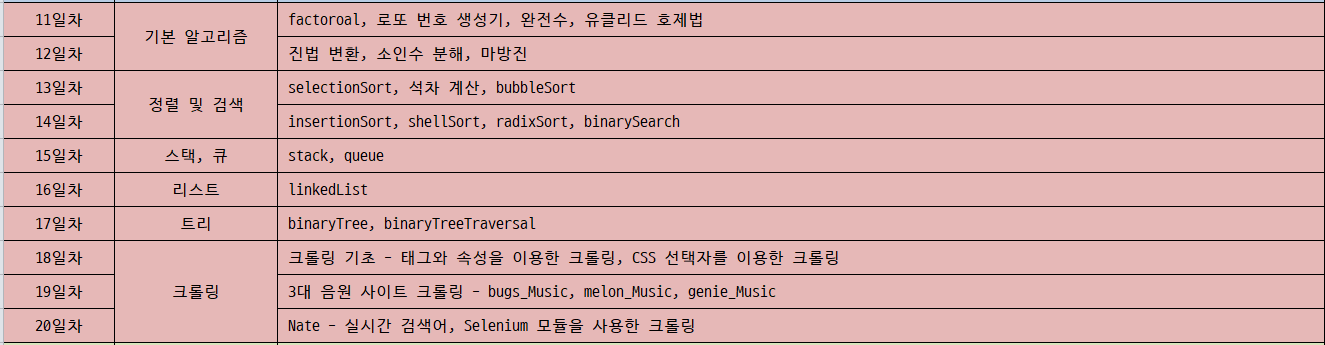 11일차 기본 알고리즘 factoroal, 로또 번호 생성기, 완전수, 유클리드 호제법
12일차 진법 변환, 소인수 분해, 마방진
13일차 정렬 및 검색 selectionSort, 석차 계산, bubbleSort
14일차 insertionSort, shellSort, radixSort, binarySearch
15일차 스택, 큐 stack, queue
16일차 리스트 linkedList
17일차 트리 binaryTree, binaryTreeTraversal
18일차 크롤링 기초 - 태그와 속성을 이용한 크롤링, CSS 선택자를 이용한 크롤링
19일차 크롤링 3대 음원 사이트 크롤링 - bugs_Music, melon_Music, genie_Music
20일차 Nate - 실시간 검색어, Selenium 모듈을 사용한 크롤링